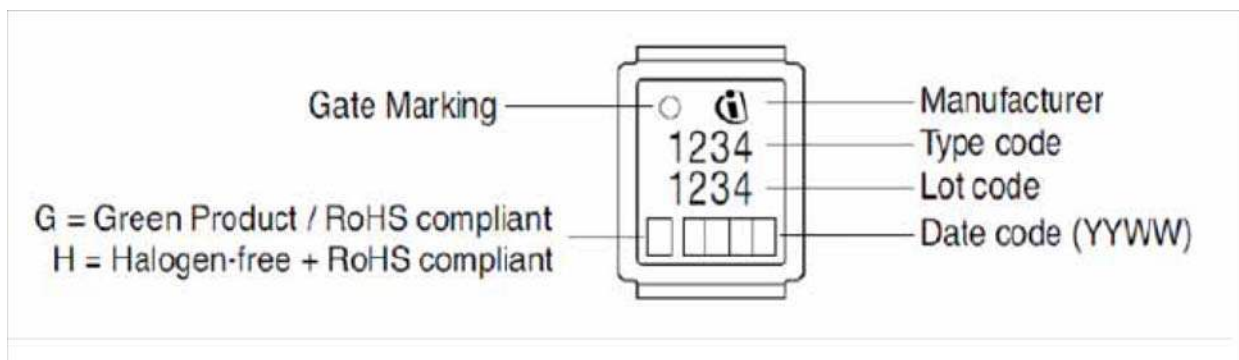 Gate Marking
Manufacturer
1234
Type code
1234
Lot code
G = Green Product / RoHS compliant
H = Halogen-free + RoHS compliant
Date code (YYWW)